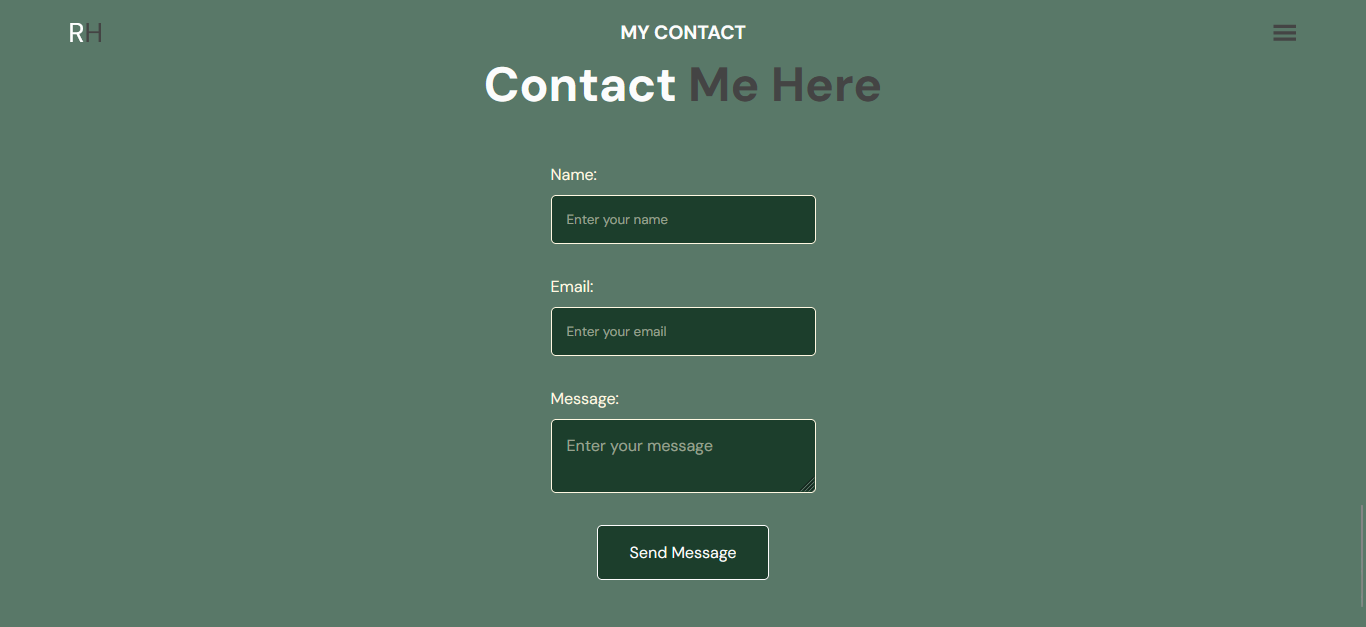 RH
MY CONTACT
Contact Me Here
Name:
Enter your name
Email:
Enter your email
Message:
Enter your message
Send Message